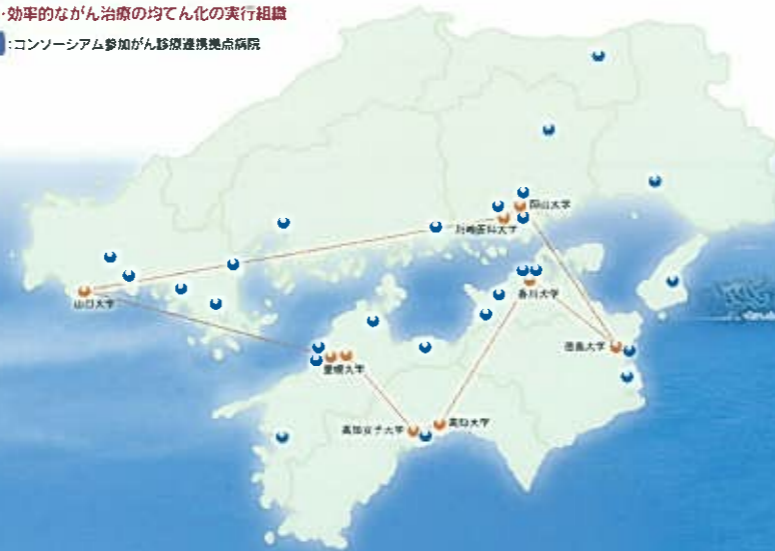 ・効率的ながん治療の均てん化の実行組織
:コンソーシアム参加がん診療連携拠点病院
岡山大学
川崎医科大学
山口大学
香川大学
徳島大学
愛媛大学
高知女子大学
高知大学